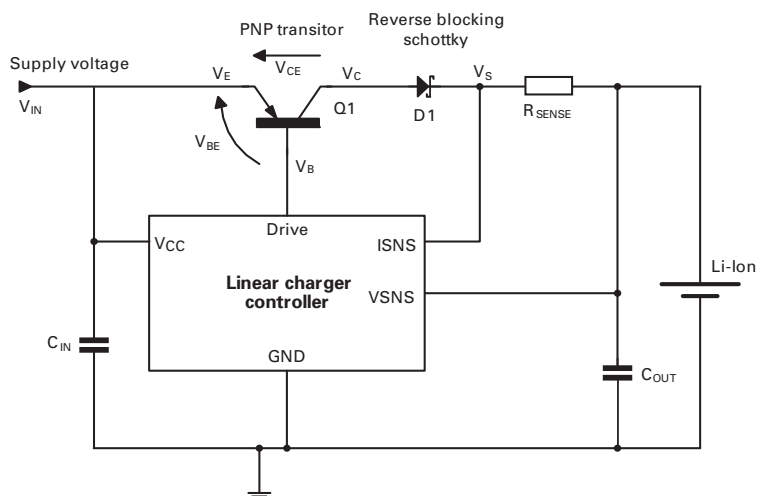 Reverse blocking
schottky
PNP transitor
VCE
Supply voltage
VIN
VE
VC
VS
Q1
D1
RSENSE
VBE
VB
Drive
VCC
ISNS
Linear charger
controller
VSNS
Li-Ion
CIN
GND
COUT